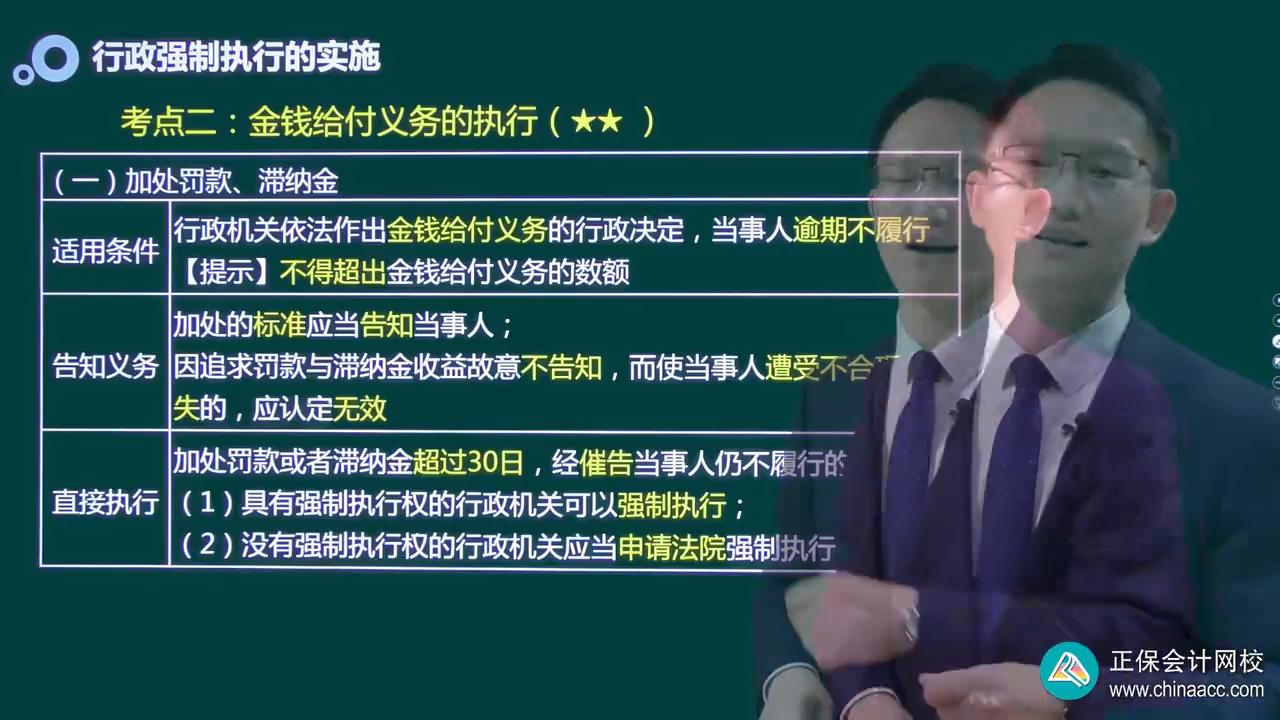 行政强制执行的实施
考点二：金钱给付义务的执行（★★ ）
（一）加处罚款、滞纳金
适用条件
行政机关依法作出金钱给付义务的行政决定，当事人逾期不履行
【提示】不得超出金钱给付义务的数额
告知义务
加处的标准应当告知当事人；
因追求罚款与滞纳金收益故意不告知，而使当事人遭受不合
失的，应认定无效
直接执行
加处罚款或者滞纳金超过30日，经催告当事人仍不履行的
（1）具有强制执行权的行政机关可以强制执行；
（2）没有强制执行权的行政机关应当申请法院强制执行
正保会计网校
www.chinaacc.com